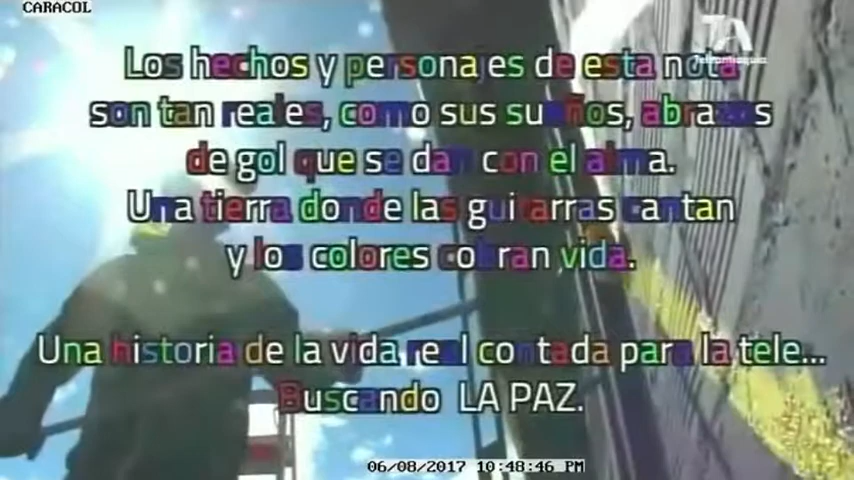 CARACOL
TA
Teleantioquia
Los hechos y personajes de esta nota
son tan reales, como sus sueños, abrazos
de gol que se dan con el alma.
Una tierra donde las guitarras cantan
y los colores cobran vida.
Una historia de la vida real contada para la tele...
Buscando LA PAZ.
06/08/2017 10:48:46 PM